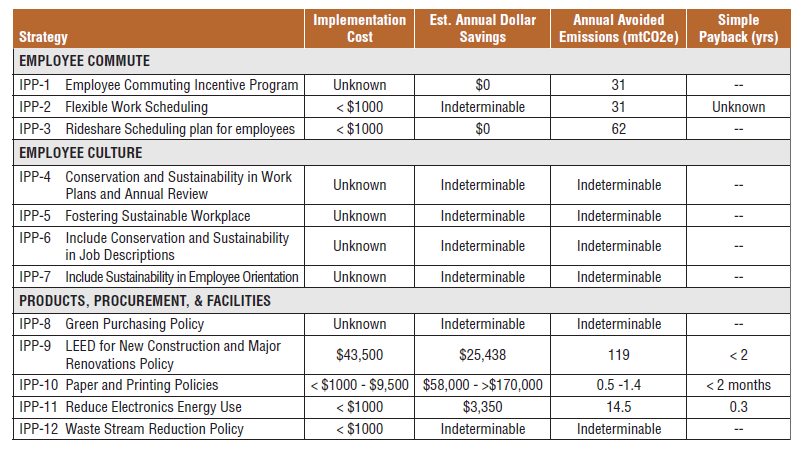 Strategy Implementation Cost Est. Annual Dollar Savings Annual Avoided Emissions (mtCO2e) Simple Payback (yrs)
EMPLOYEE COMMUTE
IPP-1 Employee Commuting Incentive Program Unknown $0 31 --
IPP-2 Flexible Work Scheduling < $1000 Indeterminable 31 Unknown
IPP-3 Rideshare Scheduling plan for employees < $1000 $0 62 --
EMPLOYEE CULTURE
IPP-4 Conservation and Sustainability in Work Plans and Annual Review Unknown Indeterminable Indeterminable --
IPP-5 Fostering Sustainable Workplace Unknown Indeterminable Indeterminable --
IPP-6 Include Conservation and Sustainability in Job Descriptions Unknown Indeterminable Indeterminable --
IPP-7 Include Sustainability in Employee Orientation Unknown Indeterminable Indeterminable --
PRODUCTS, PROCUREMENT, & FACILITIES
IPP-8 Green Purchasing Policy Unknown Indeterminable Indeterminable --
IPP-9 LEED for New Construction and Major Renovations Policy $43,500 $25,438 119 < 2
IPP-10 Paper and Printing Policies < $1000 - $9,500 $58,000 - >$170,000 0.5 -1.4 < 2 months
IPP-11 Reduce Electronics Energy Use < $1000 $3,350 14.5 0.3
IPP-12 Waste Stream Reduction Policy < $1000 Indeterminable Indeterminable --